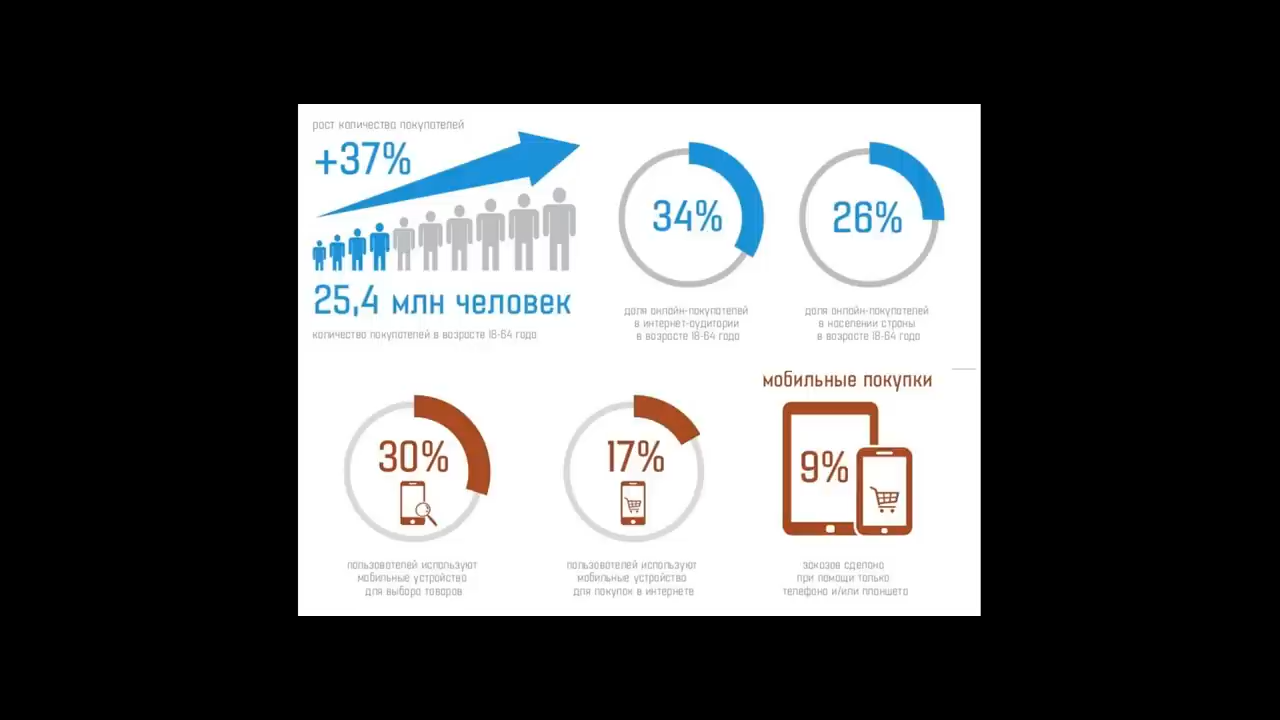 рост количества покупателей
+37%
25,4 млн человек
количество покупателей в возрасте 18-64 года
34%
доля онлайн-покупателей
в интернет-аудитории
в возрасте 18-64 года
26%
доля онлайн-покупателей
в населении страны
в возрасте 18-64 года
30%
пользователей используют
мобильные устройства
для выбора товаров
17%
пользователей используют
мобильные устройства
для покупок в интернете
мобильные покупки
9%
заказов сделано
при помощи только
телефона и/или планшета